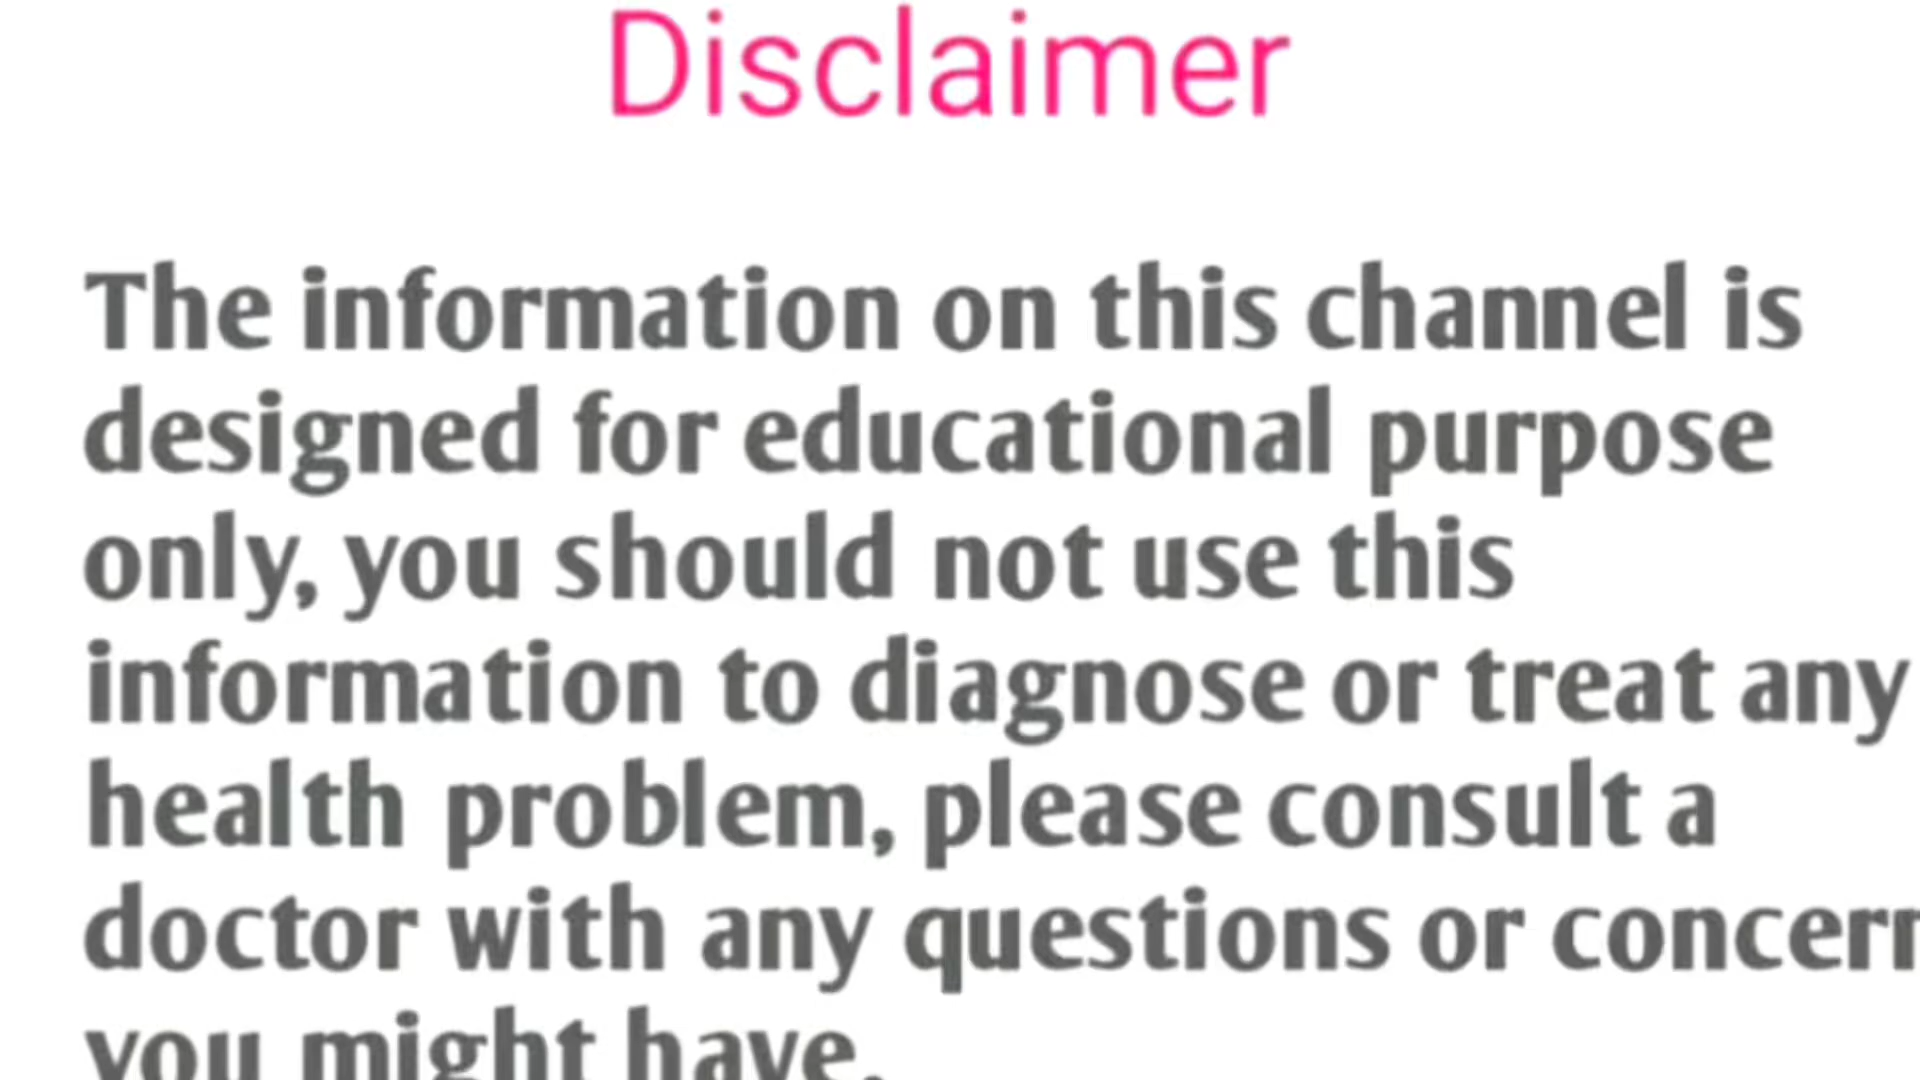 Disclaimer
The information on this channel is
designed for educational purpose
only, you should not use this
information to diagnose or treat any
health problem, please consult a
doctor with any questions or concern
you might have.